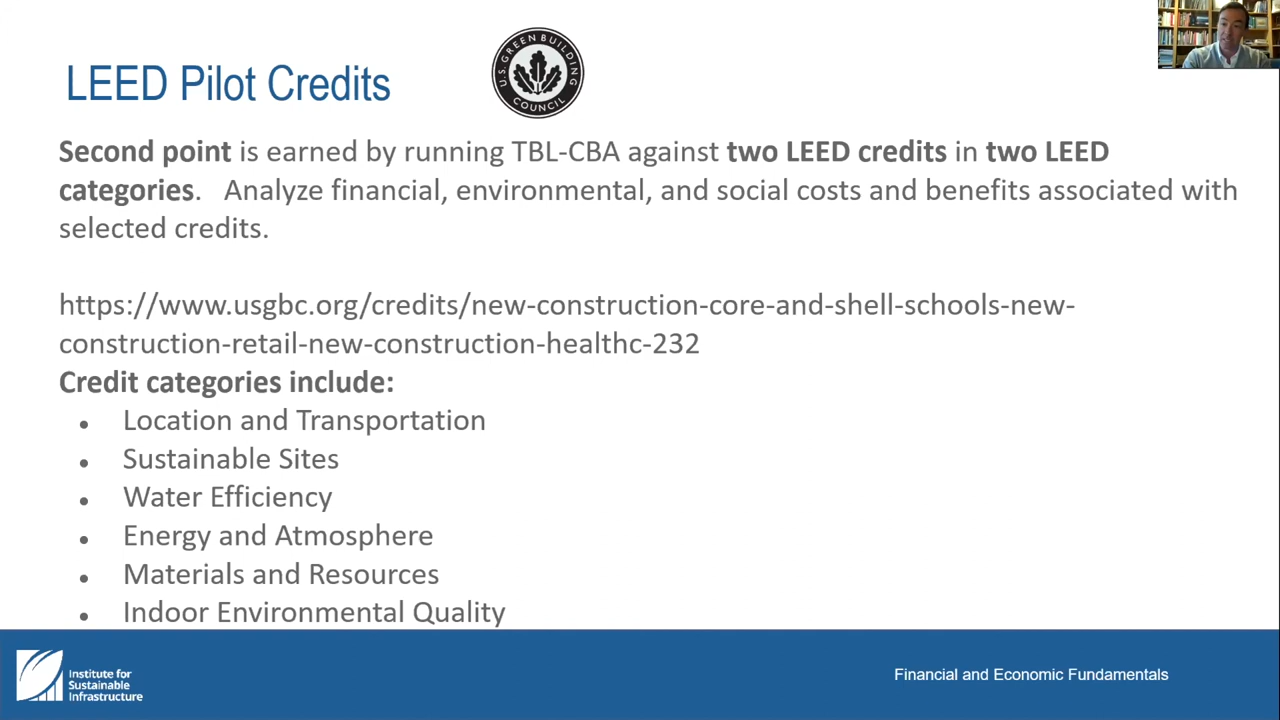 LEED Pilot Credits
U.S. GREEN BUILDING COUNCIL
Second point is earned by running TBL-CBA against two LEED credits in two LEED
categories. Analyze financial, environmental, and social costs and benefits associated with
selected credits.
https://www.usgbc.org/credits/new-construction-core-and-shell-schools-new-
construction-retail-new-construction-healthc-232
Credit categories include:
• Location and Transportation
• Sustainable Sites
• Water Efficiency
• Energy and Atmosphere
• Materials and Resources
• Indoor Environmental Quality
Institute for
Sustainable
Infrastructure
Financial and Economic Fundamentals